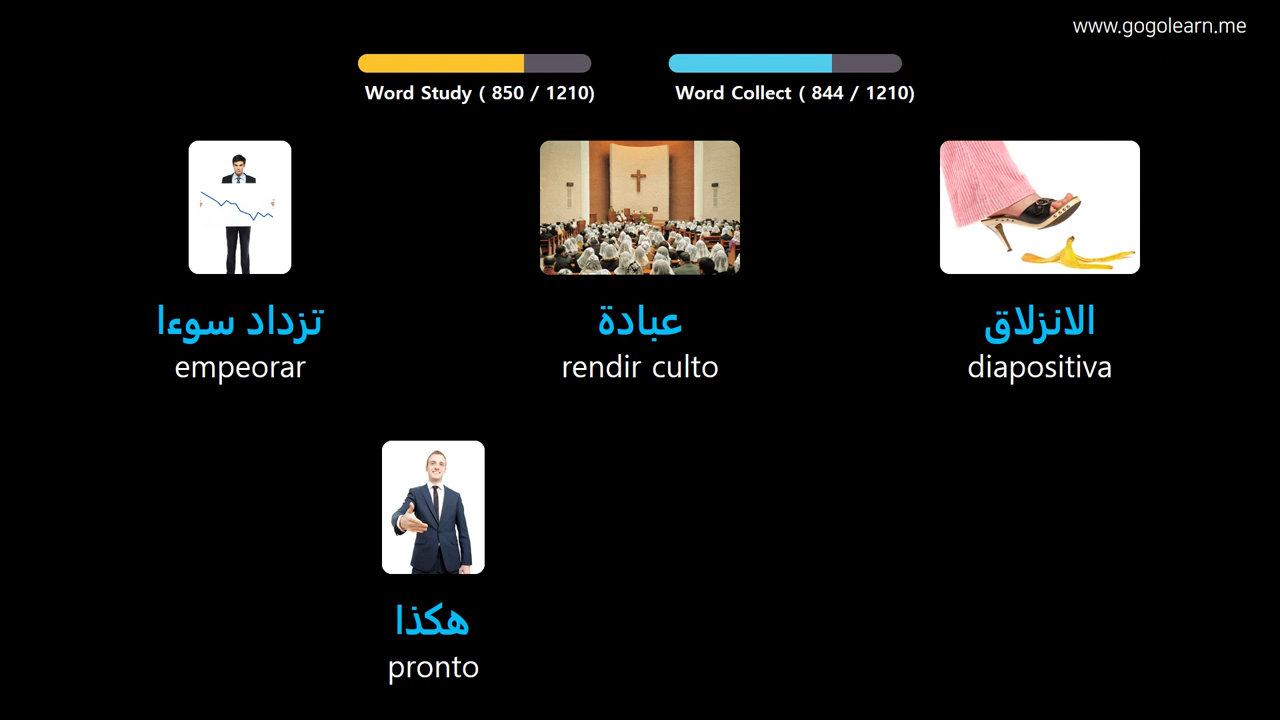 www.gogolearn.me
Word Study ( 850 / 1210)
Word Collect ( 844 / 1210)
تزداد سوءا
empeorar
عبادة
rendir culto
الانزلاق
diapositiva
هكذا
pronto